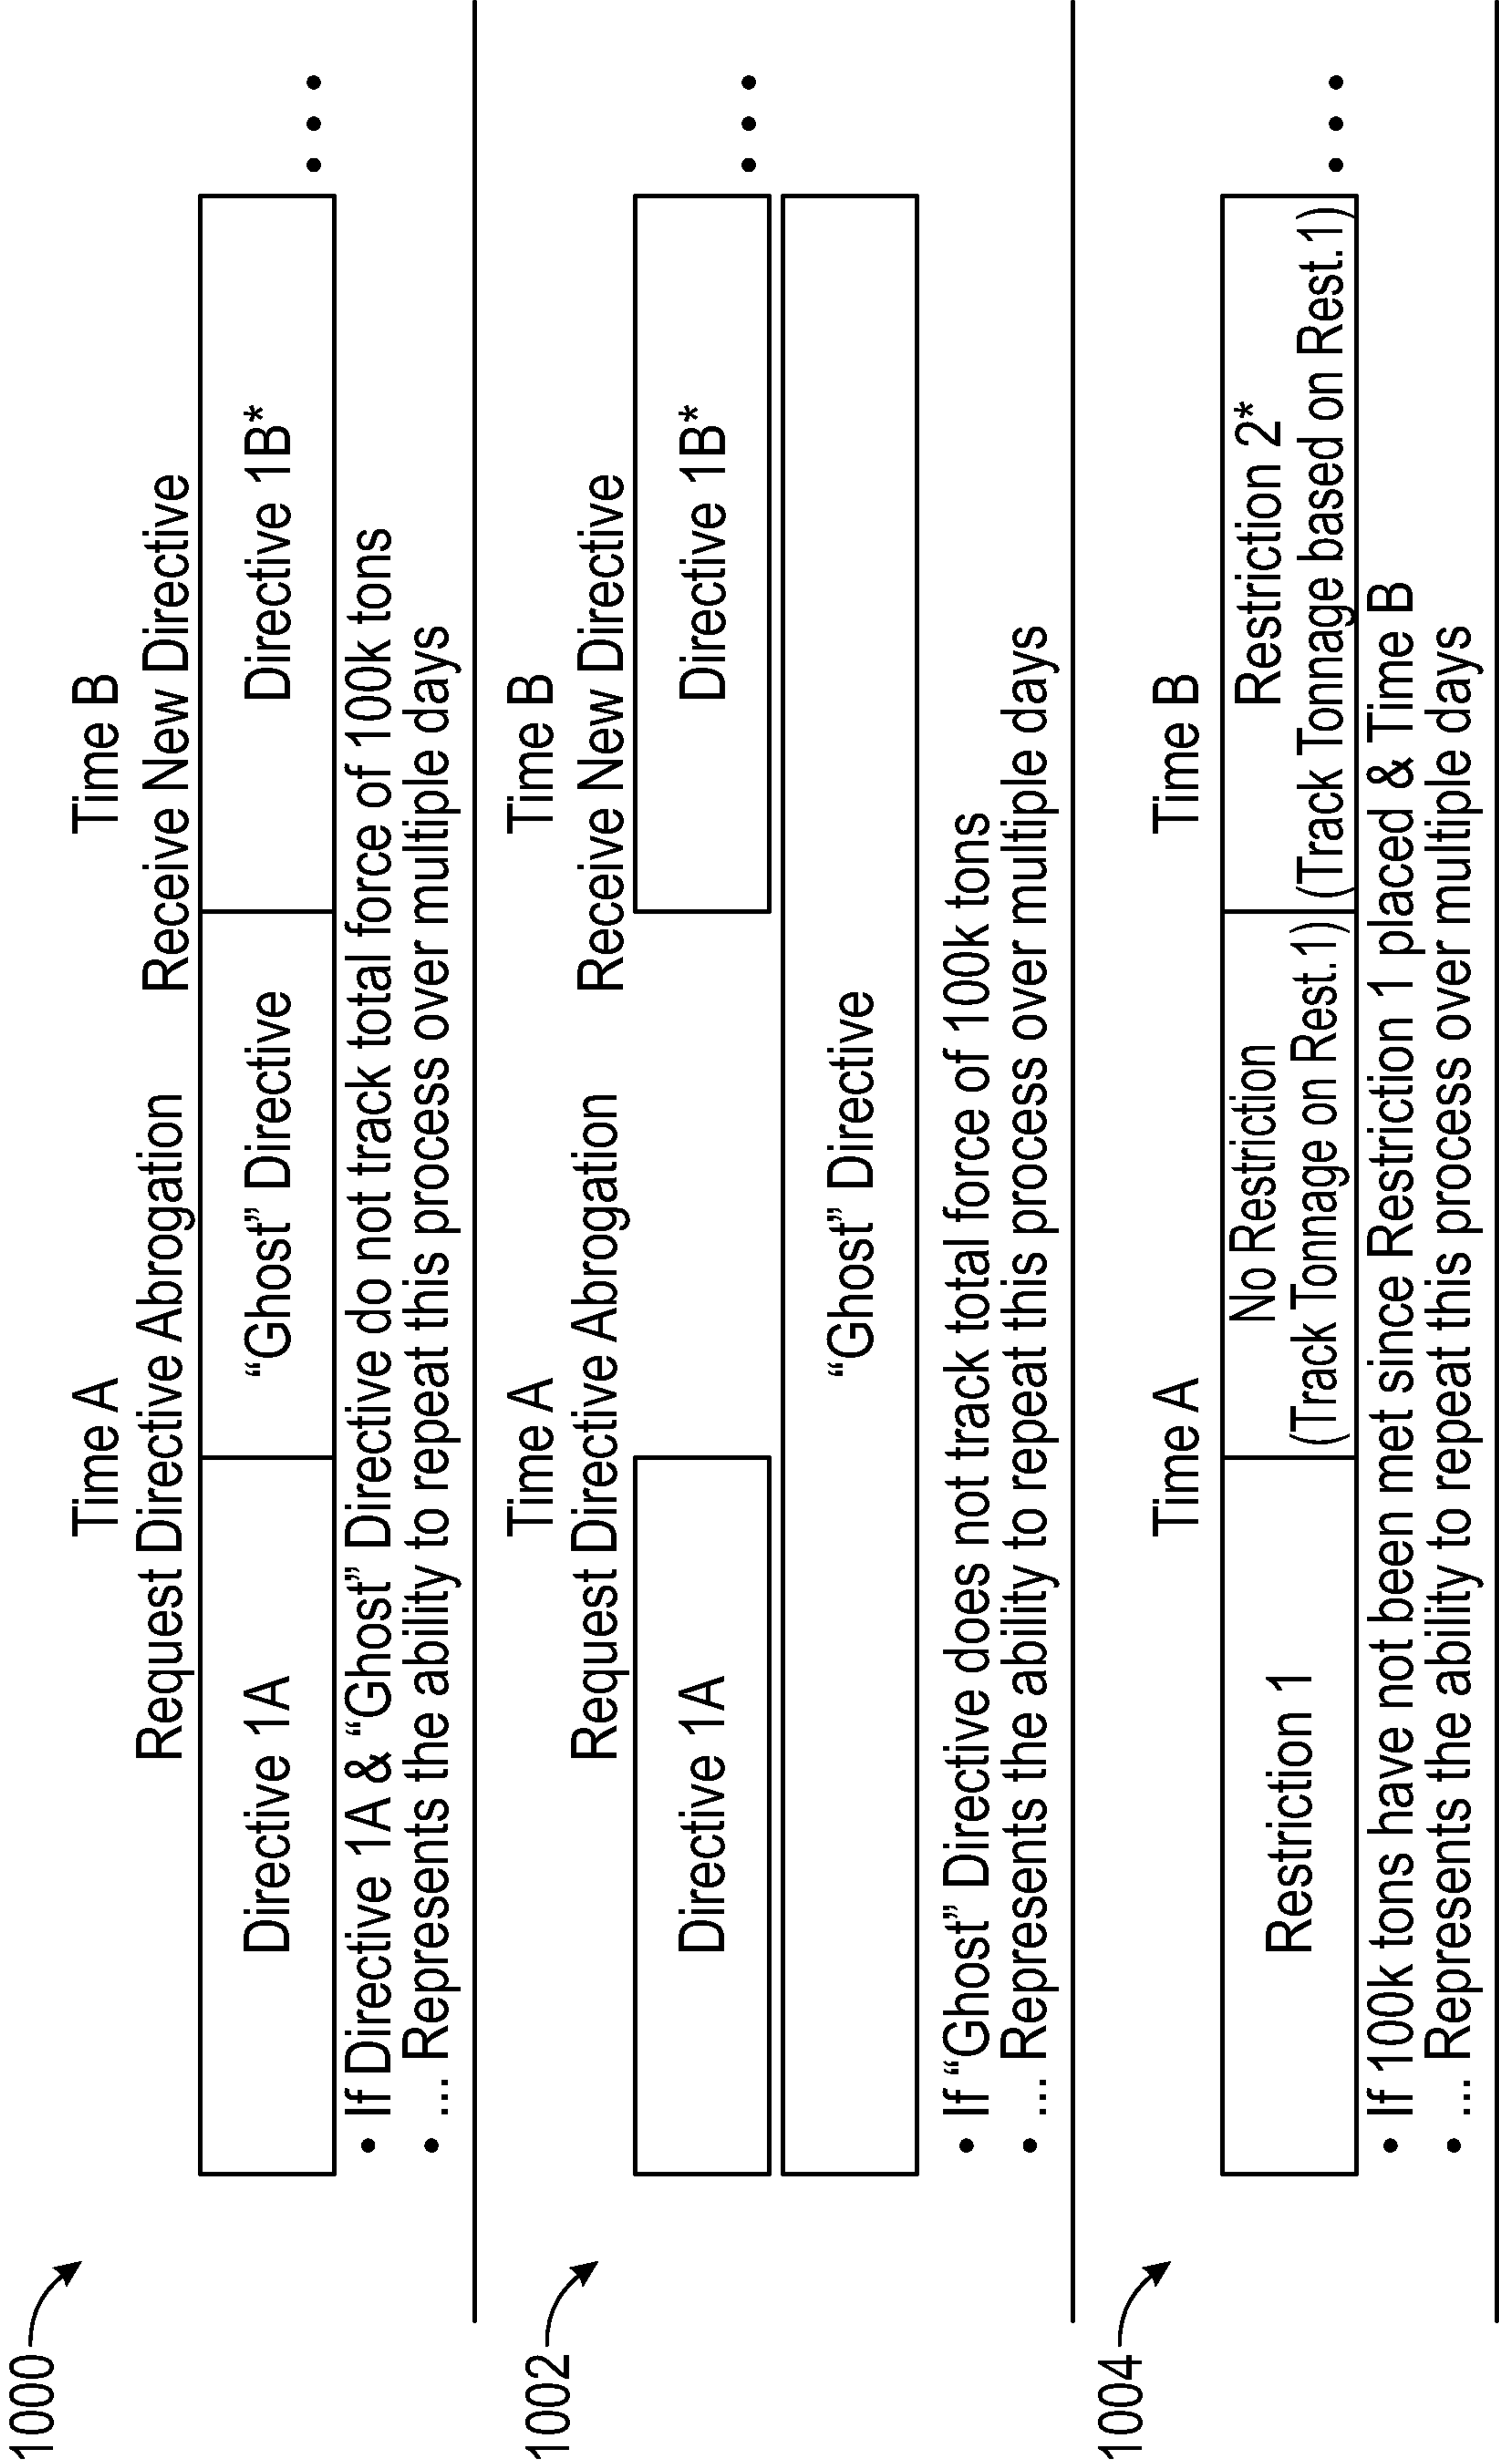 1000
Time A
Time B
Request Directive Abrogation
Receive New Directive
Directive 1A
“Ghost” Directive
Directive 1B*
• • •
• If Directive 1A & “Ghost” Directive do not track total force of 100k tons
• ... Represents the ability to repeat this process over multiple days
1002
Time A
Time B
Request Directive Abrogation
Receive New Directive
Directive 1A
Directive 1B*
• • •
“Ghost” Directive
• If “Ghost” Directive does not track total force of 100k tons
• ... Represents the ability to repeat this process over multiple days
1004
Time A
Time B
Restriction 1
No Restriction
(Track Tonnage on Rest.1)
Restriction 2*
(Track Tonnage based on Rest.1)
• • •
• If 100k tons have not been met since Restriction 1 placed & Time B
• ... Represents the ability to repeat this process over multiple days